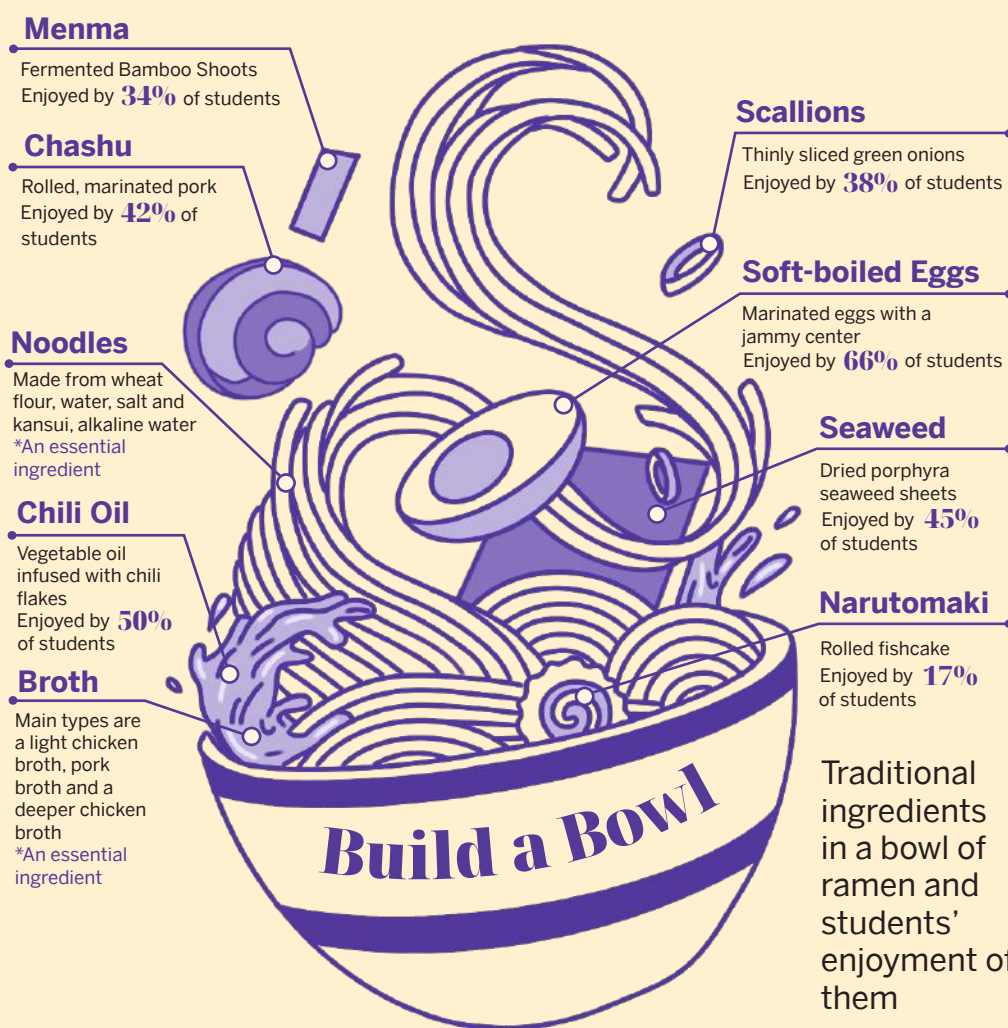 Menma
Fermented Bamboo Shoots
Enjoyed by 34% of students
Chashu
Rolled, marinated pork
Enjoyed by 42% of
students
Noodles
Made from wheat
flour, water, salt and
kansui, alkaline water
*An essential
ingredient
Chili Oil
Vegetable oil
infused with chili
flakes
Enjoyed by 50%
of students
Broth
Main types are
a light chicken
broth, pork
broth and a
deeper chicken
broth
*An essential
ingredient
Scallions
Thinly sliced green onions
Enjoyed by 38% of students
Soft-boiled Eggs
Marinated eggs with a
jammy center
Enjoyed by 66% of students
Seaweed
Dried porphyra
seaweed sheets
Enjoyed by 45%
of students
Narutomaki
Rolled fishcake
Enjoyed by 17%
of students
Build a Bowl
Traditional
ingredients
in a bowl of
ramen and
students’
enjoyment of
them